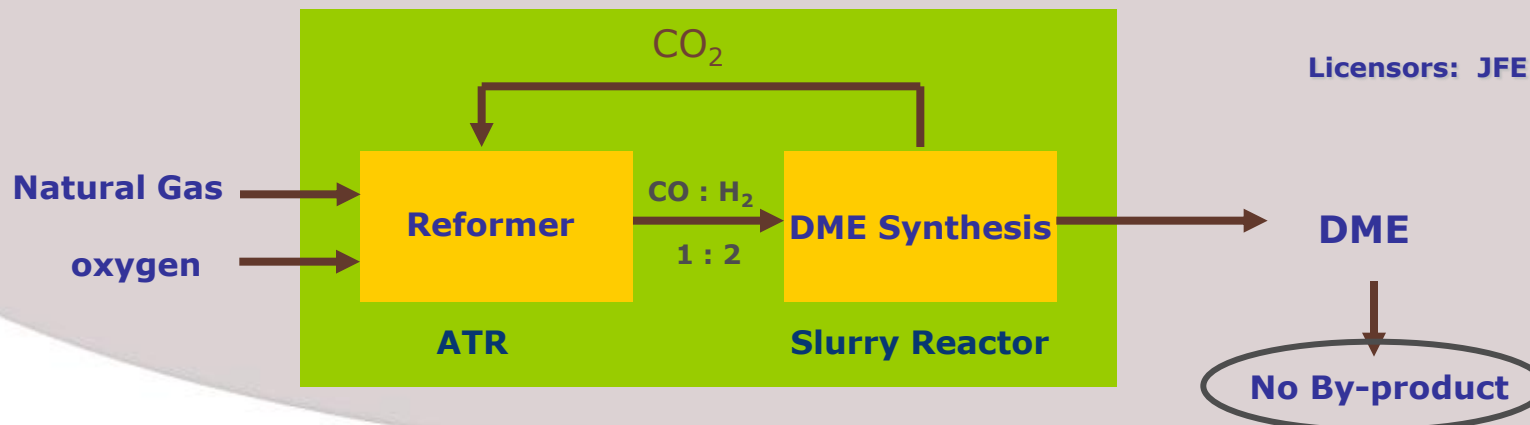 CO₂
Licensors: JFE
Natural Gas
oxygen
Reformer
CO : H₂
1 : 2
DME Synthesis
DME
ATR
Slurry Reactor
No By-product